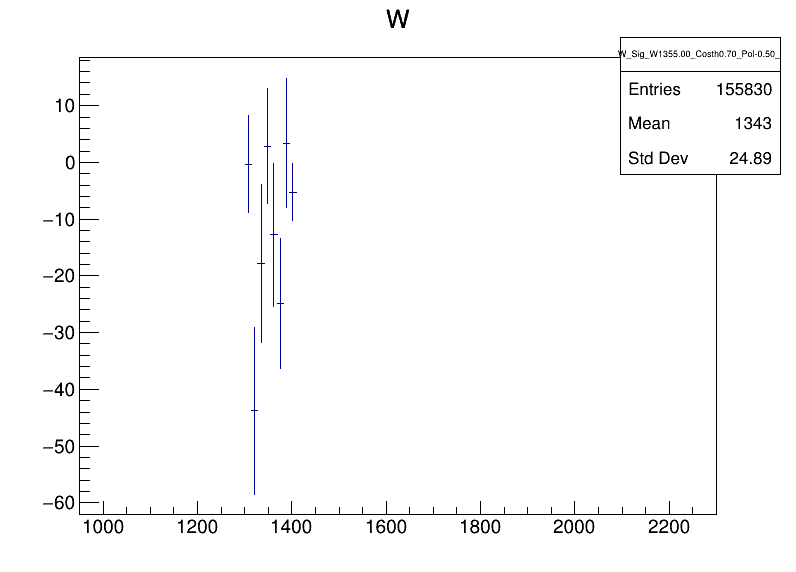 W
W_Sig_W1355.00_Costh0.70_Pol-0.50_
Entries 155830
Mean 1343
Std Dev 24.89
10
0
−10
−20
−30
−40
−50
−60
1000 1200 1400 1600 1800 2000 2200